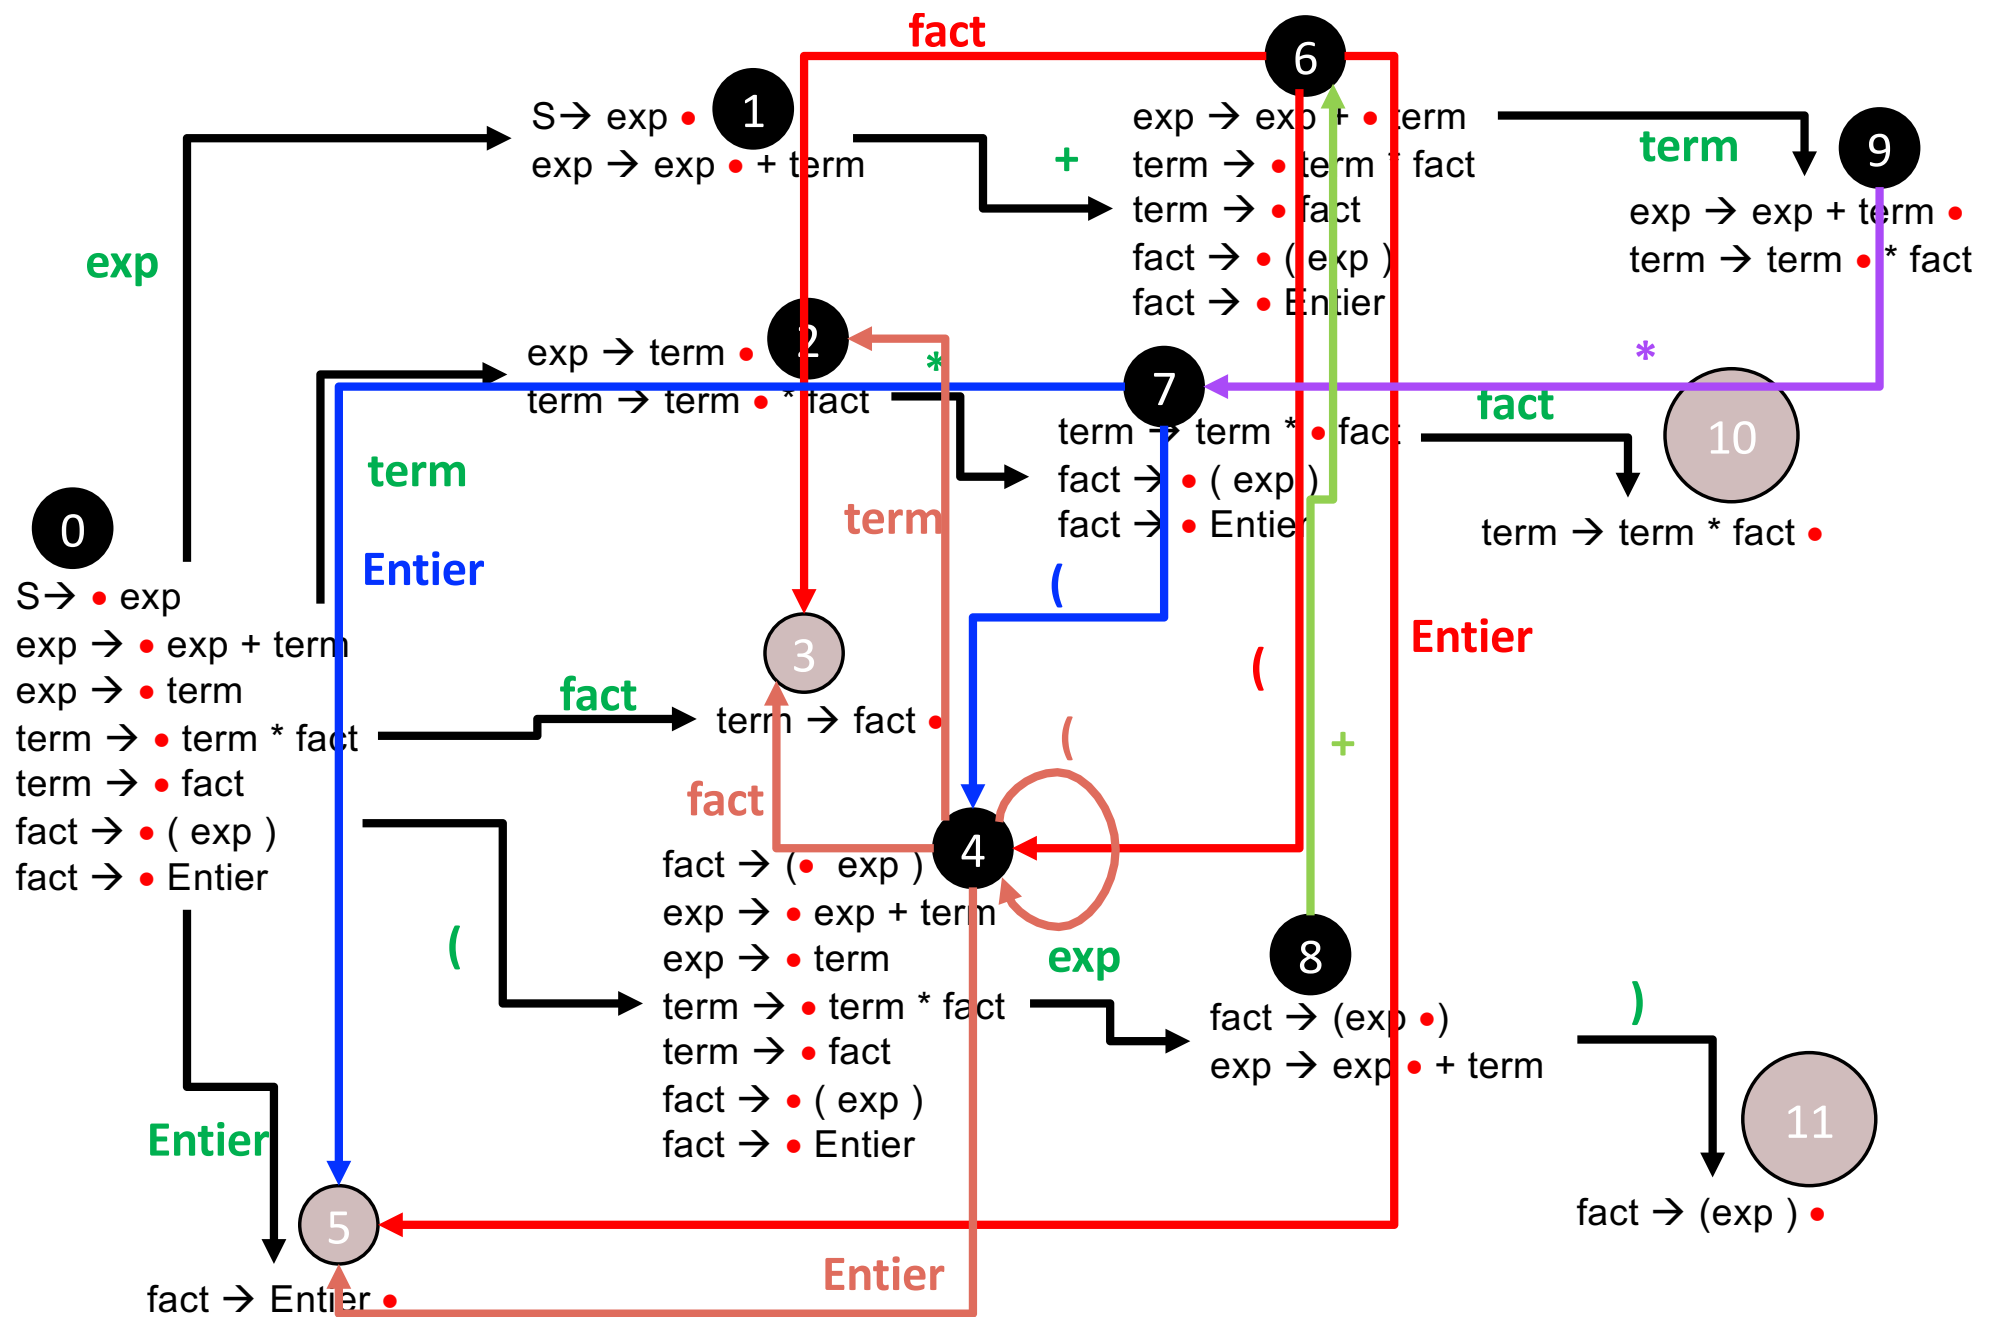 fact
6
1
S→ exp •
exp → exp • + term
+
exp → exp + • term
term → • term * fact
term → • fact
fact → • ( exp )
fact → • Entier
term
9
exp → exp + term •
term → term • * fact
exp
2
exp → term •
term → term • * fact
*
7
term → term * • fact
fact → • ( exp )
fact → • Entier
*
fact
10
term → term * fact •
term
Entier
term
(
0
S→ • exp
exp → • exp + term
exp → • term
term → • term * fact
term → • fact
fact → • ( exp )
fact → • Entier
fact
3
term → fact •
fact
(
(
Entier
+
4
fact → (• exp )
exp → • exp + term
exp → • term
term → • term * fact
term → • fact
fact → • ( exp )
fact → • Entier
(
exp
8
fact → (exp •)
exp → exp • + term
)
11
fact → (exp ) •
Entier
5
fact → Entier •
Entier